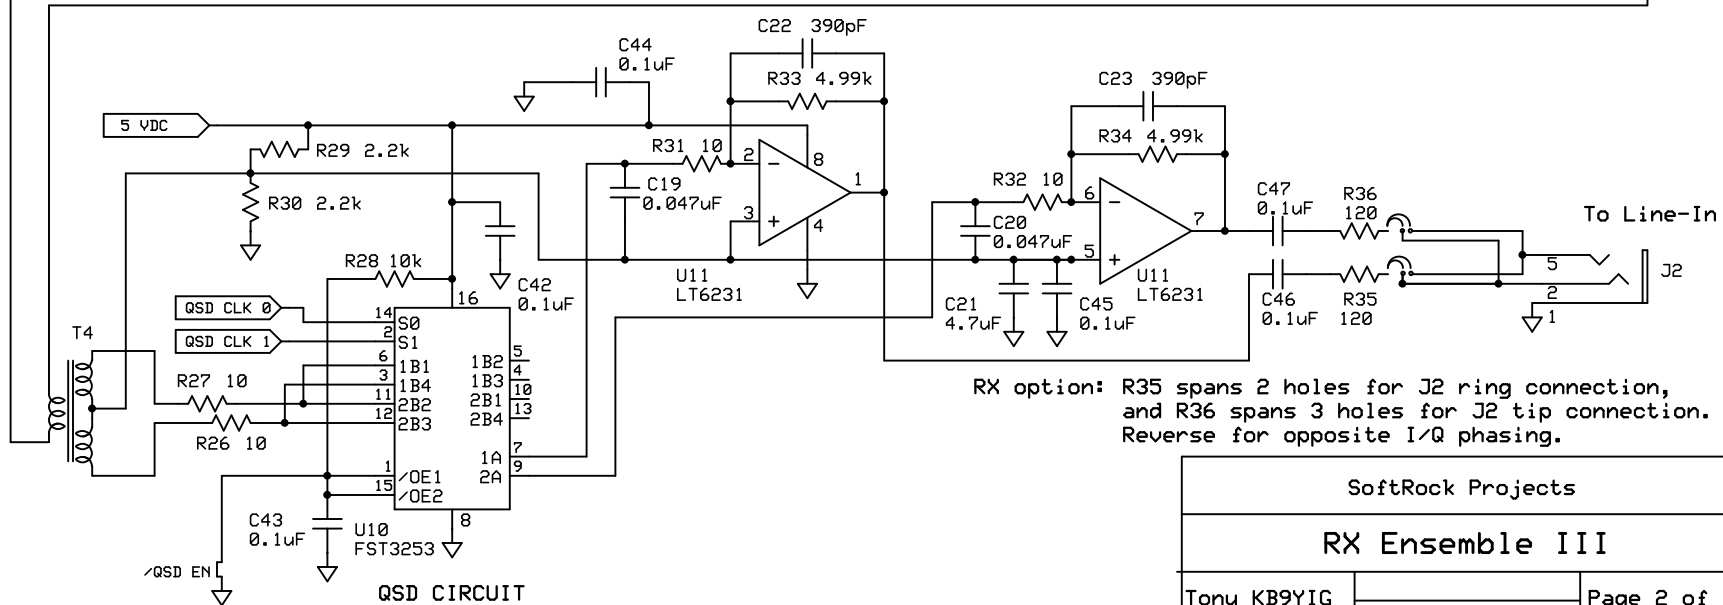 C22 390pF
C44
0.1uF
R33 4.99k
C23 390pF
5 VDC
R29 2.2k
R31 10
2
8
R34 4.99k
C19
0.047uF
1
3
4
R30 2.2k
R32 10
6
7
C20
0.047uF
5
C47
0.1uF
R36
120
To Line-In
R28 10k
U11
LT6231
U11
LT6231
5
J2
C42
0.1uF
16
C21
4.7uF
C45
0.1uF
C46
0.1uF
R35
120
2
1
QSD CLK 0
14
S0
QSD CLK 1
2
S1
T4
6
1B1
1B2
5
3
1B4
1B3
4
R27 10
11
2B2
2B1
10
12
2B3
2B4
13
R26 10
1A
7
2A
9
1
/OE1
15
/OE2
8
C43
0.1uF
U10
FST3253
/QSD EN
QSD CIRCUIT
RX option: R35 spans 2 holes for J2 ring connection,
and R36 spans 3 holes for J2 tip connection.
Reverse for opposite I/Q phasing.
SoftRock Projects
RX Ensemble III
Tony KB9YIG
Page 2 of